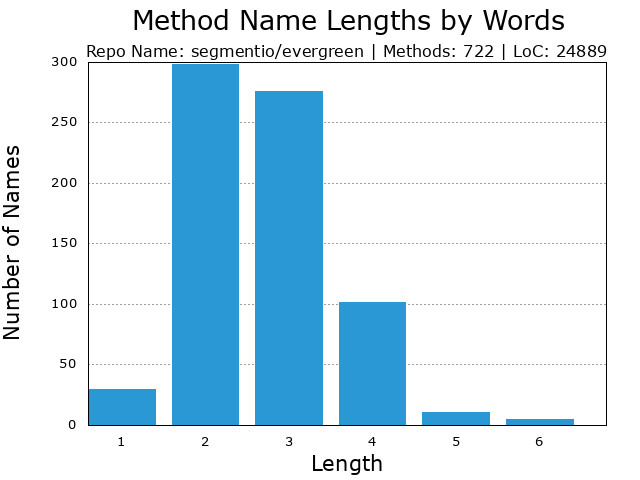 Method Name Lengths by Words
Repo Name: segmentio/evergreen | Methods: 722 | LoC: 24889
Number of Names
300
250
200
150
100
50
0
1 2 3 4 5 6
Length